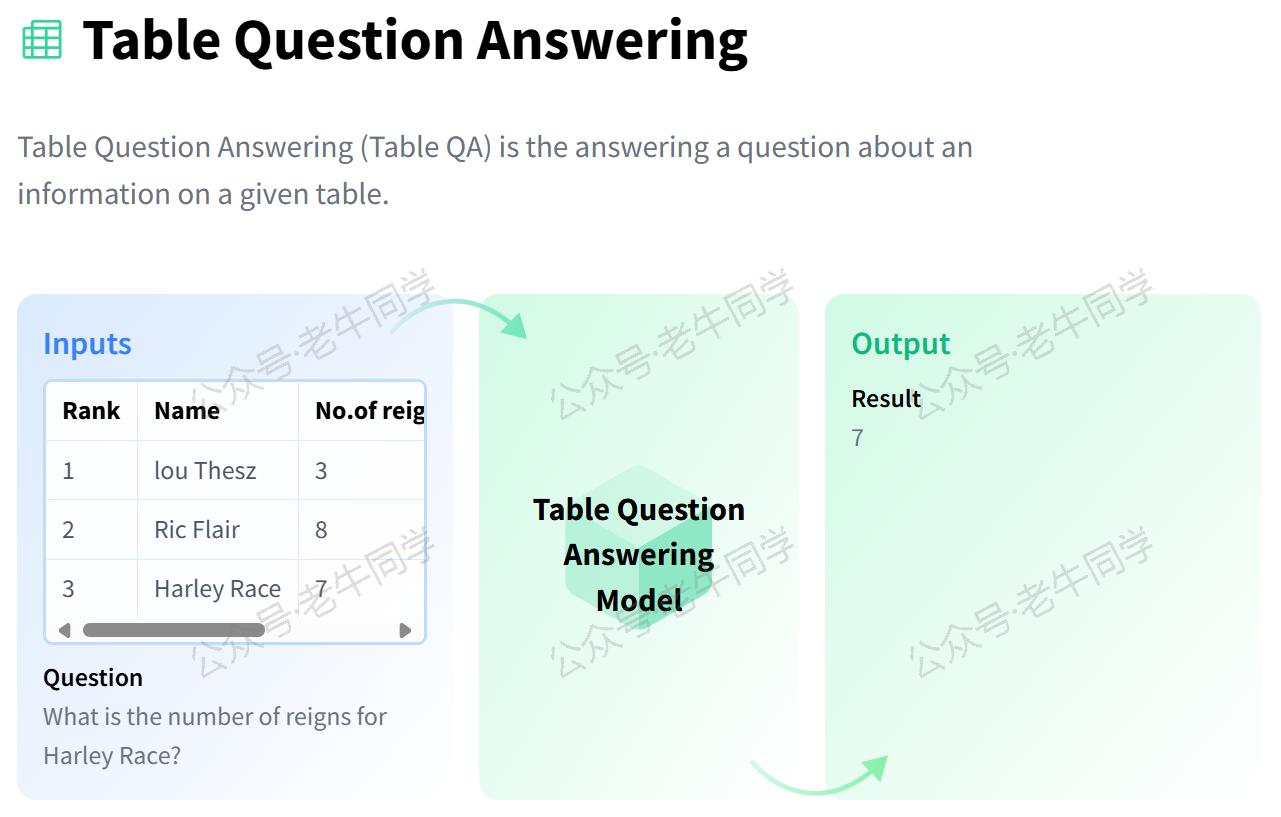 Table Question Answering
Table Question Answering (Table QA) is the answering a question about an
information on a given table.
Inputs
Rank Name No.of reig
1 lou Thesz 3
2 Ric Flair 8
3 Harley Race 7
Question
What is the number of reigns for
Harley Race?
Table Question
Answering
Model
Output
Result
7
公众号·老牛同学
公众号·老牛同学
公众号·老牛同学
公众号·老牛同学
公众号·老牛同学
公众号·老牛同学